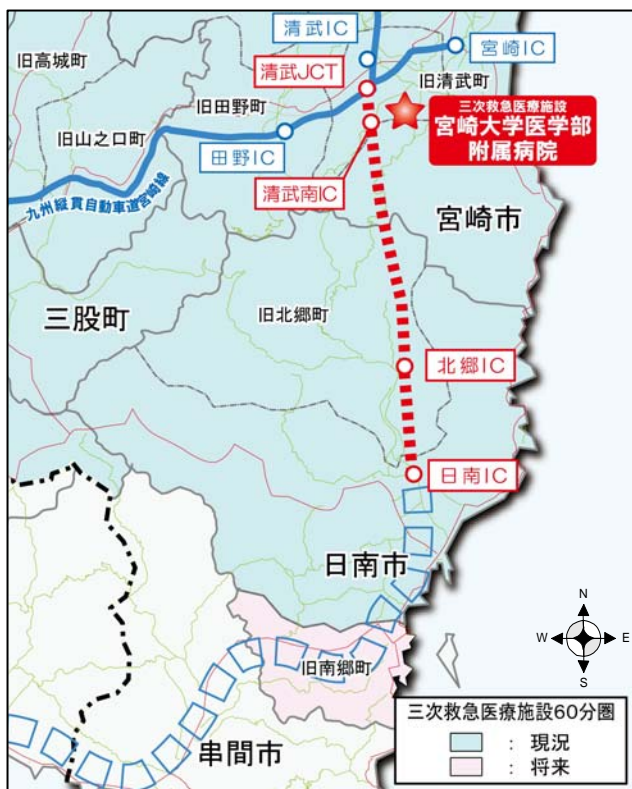 清武IC
宮崎IC
旧高城町
清武JCT
旧清武町
旧田野町
三次救急医療施設
宮崎大学医学部
附属病院
旧山之口町
田野IC
清武南IC
九州縦貫自動車道宮崎線
宮崎市
三股町
旧北郷町
北郷IC
日南IC
日南市
N
W
E
S
旧南郷町
三次救急医療施設60分圏
: 現況
: 将来
串間市